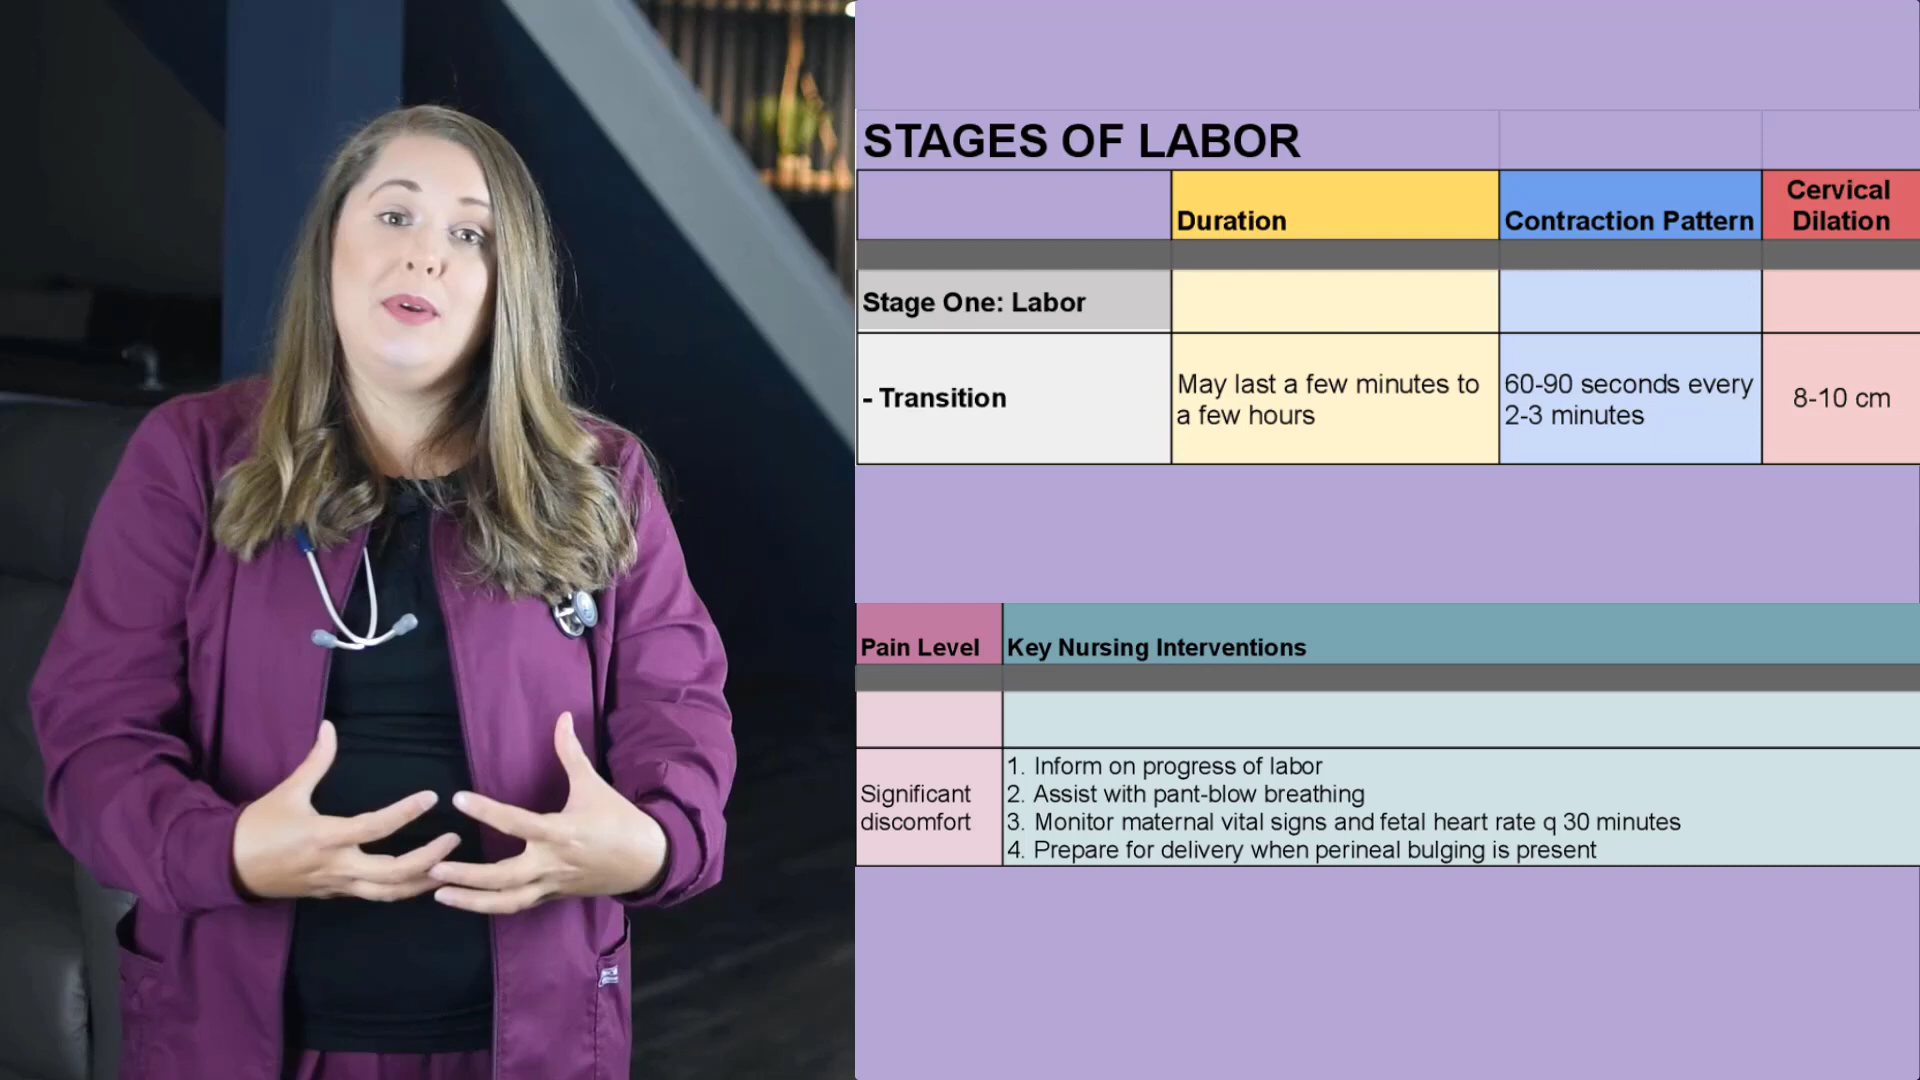 STAGES OF LABOR
Duration
Contraction Pattern
Cervical
Dilation
Stage One: Labor
- Transition
May last a few minutes to
a few hours
60-90 seconds every
2-3 minutes
8-10 cm
Pain Level
Key Nursing Interventions
Significant
discomfort
1. Inform on progress of labor
2. Assist with pant-blow breathing
3. Monitor maternal vital signs and fetal heart rate q 30 minutes
4. Prepare for delivery when perineal bulging is present